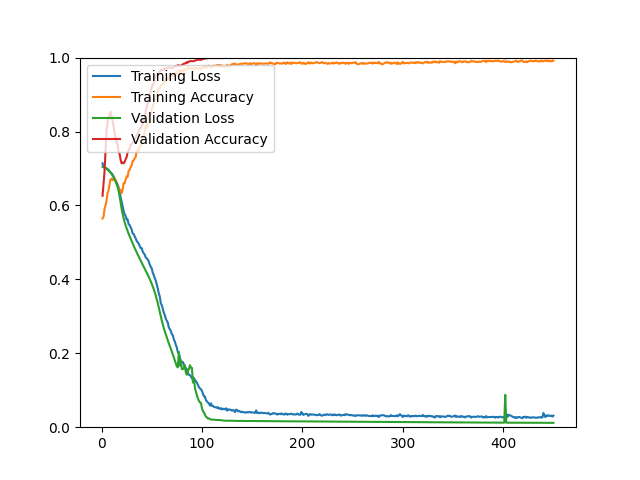 1.0
0.8
0.6
0.4
0.2
0.0
Training Loss
Training Accuracy
Validation Loss
Validation Accuracy
0 100 200 300 400